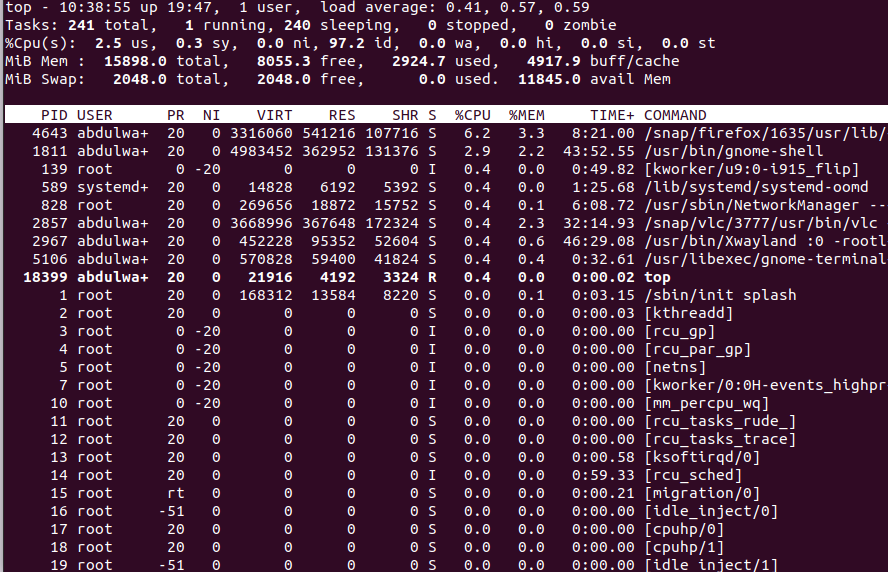 top - 10:38:55 up 19:47,  1 user,  load average: 0.41, 0.57, 0.59
Tasks: 241 total,   1 running, 240 sleeping,   0 stopped,   0 zombie
%Cpu(s):  2.5 us,  0.3 sy,  0.0 ni, 97.2 id,  0.0 wa,  0.0 hi,  0.0 si,  0.0 st
MiB Mem :  15898.0 total,   8055.3 free,   2924.7 used,   4917.9 buff/cache
MiB Swap:   2048.0 total,   2048.0 free,      0.0 used.  11845.0 avail Mem
PID USER      PR  NI    VIRT    RES    SHR S  %CPU  %MEM     TIME+ COMMAND
4643 abdulwa+  20   0 3316060 541216 107716 S   6.2   3.3   8:21.00 /snap/firefox/1635/usr/lib/
1811 abdulwa+  20   0 4983452 362952 131376 S   2.9   2.2  43:52.55 /usr/bin/gnome-shell
139 root       0 -20       0      0      0 I   0.4   0.0   0:49.82 [kworker/u9:0-i915_flip]
589 systemd+  20   0   14828   6192   5392 S   0.4   0.0   1:25.68 /lib/systemd/systemd-oomd
828 root      20   0  269656  18872  15752 S   0.4   0.1   6:08.72 /usr/sbin/NetworkManager --
2857 abdulwa+  20   0 3668996 367648 172324 S   0.4   2.3  32:14.93 /snap/vlc/3777/usr/bin/vlc
2967 abdulwa+  20   0  452228  95352  52604 S   0.4   0.6  46:29.08 /usr/bin/Xwayland :0 -rootl
5106 abdulwa+  20   0  570828  59400  41824 S   0.4   0.4   0:32.61 /usr/libexec/gnome-terminal
18399 abdulwa+  20   0   21916   4192   3324 R   0.4   0.0   0:00.02 top
1 root      20   0  168312  13584   8220 S   0.0   0.1   0:03.15 /sbin/init splash
2 root      20   0       0      0      0 S   0.0   0.0   0:00.03 [kthreadd]
3 root       0 -20       0      0      0 I   0.0   0.0   0:00.00 [rcu_gp]
4 root       0 -20       0      0      0 I   0.0   0.0   0:00.00 [rcu_par_gp]
5 root       0 -20       0      0      0 I   0.0   0.0   0:00.00 [netns]
7 root       0 -20       0      0      0 I   0.0   0.0   0:00.00 [kworker/0:0H-events_highpr
10 root       0 -20       0      0      0 I   0.0   0.0   0:00.00 [mm_percpu_wq]
11 root      20   0       0      0      0 S   0.0   0.0   0:00.00 [rcu_tasks_rude_]
12 root      20   0       0      0      0 S   0.0   0.0   0:00.00 [rcu_tasks_trace]
13 root      20   0       0      0      0 S   0.0   0.0   0:00.58 [ksoftirqd/0]
14 root      20   0       0      0      0 I   0.0   0.0   0:59.33 [rcu_sched]
15 root      rt   0       0      0      0 S   0.0   0.0   0:00.21 [migration/0]
16 root     -51   0       0      0      0 S   0.0   0.0   0:00.00 [idle_inject/0]
17 root      20   0       0      0      0 S   0.0   0.0   0:00.00 [cpuhp/0]
18 root      20   0       0      0      0 S   0.0   0.0   0:00.00 [cpuhp/1]
19 root     -51   0       0      0      0 S   0.0   0.0   0:00.00 [idle_inject/1]